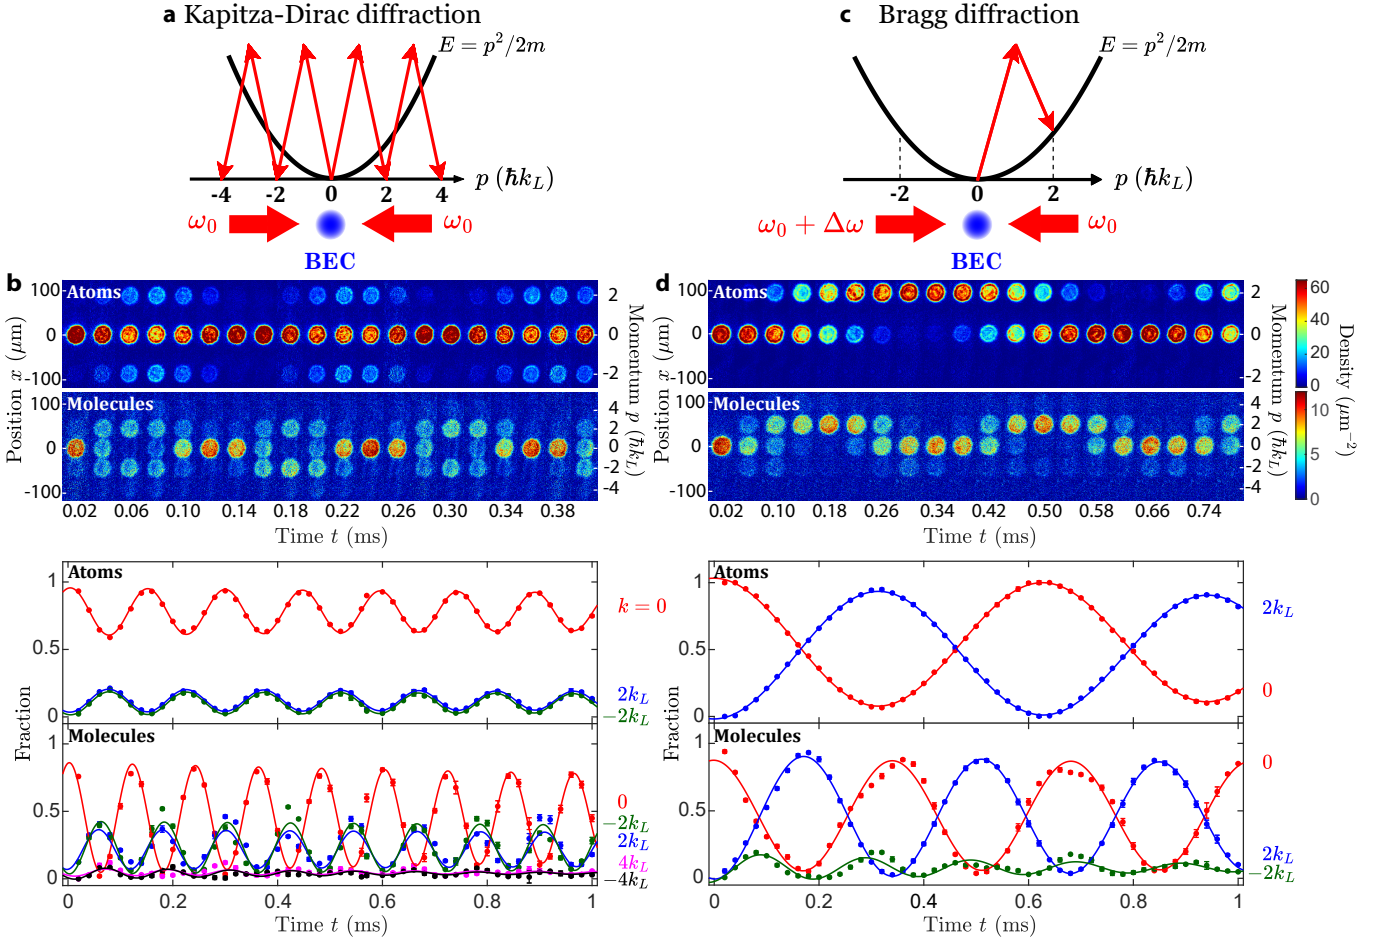 a Kapitza-Dirac diffraction
E = p²/2m
-4 -2 0 2 4
p (ħk_L)
ω₀
ω₀
BEC
c Bragg diffraction
E = p²/2m
-2 0 2
p (ħk_L)
ω₀ + Δω
ω₀
BEC
b
Atoms
100
0
-100
2
0
-2
Molecules
100
0
-100
4
2
0
-2
-4
Position x (μm)
Position x (μm)
Momentum p (ħk_L)
0.02 0.06 0.10 0.14 0.18 0.22 0.26 0.30 0.34 0.38
Time t (ms)
d
Atoms
100
0
-100
2
0
-2
Molecules
100
0
-100
4
2
0
-2
-4
Position x (μm)
Position x (μm)
Momentum p (ħk_L)
0.02 0.10 0.18 0.26 0.34 0.42 0.50 0.58 0.66 0.74
Time t (ms)
60
40
20
0
10
5
0
Density (μm⁻²)
Atoms
1
0.5
0
k = 0
2k_L
−2k_L
Molecules
1
0.5
0
0
−2k_L
2k_L
4k_L
−4k_L
Fraction
0 0.2 0.4 0.6 0.8 1
Time t (ms)
Atoms
1
0.5
0
2k_L
0
Molecules
1
0.5
0
0
2k_L
−2k_L
Fraction
0 0.2 0.4 0.6 0.8 1
Time t (ms)